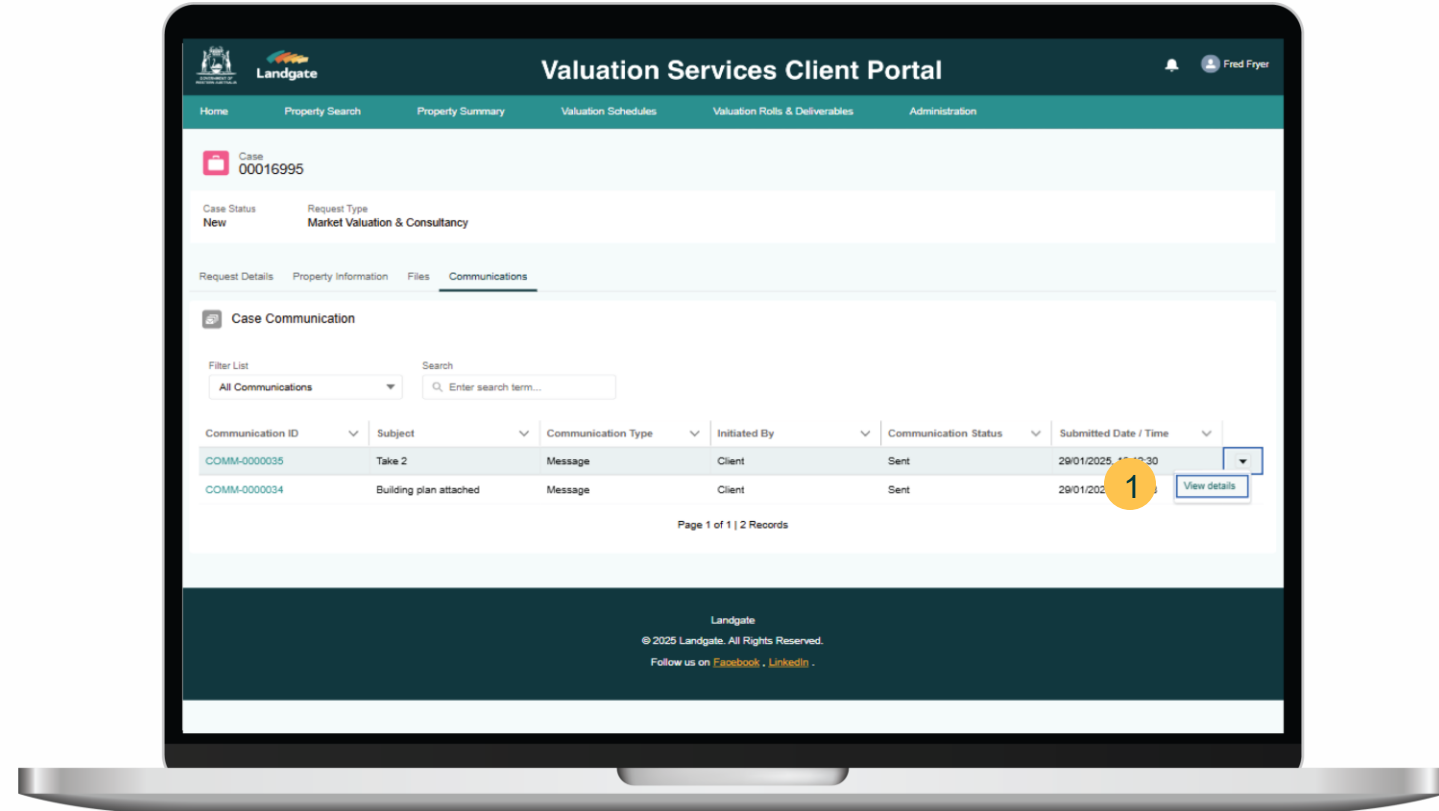 GOVERNMENT OF
WESTERN AUSTRALIA
Landgate
Valuation Services Client Portal
Fred Fryer
Home Property Search Property Summary Valuation Schedules Valuation Rolls & Deliverables Administration
Case
00016995
Case Status Request Type
New Market Valuation & Consultancy
Request Details Property Information Files Communications
Case Communication
Filter List Search
All Communications Enter search term...
Communication ID Subject Communication Type Initiated By Communication Status Submitted Date / Time
COMM-0000035 Take 2 Message Client Sent 29/01/2025,
COMM-0000034 Building plan attached Message Client Sent
1 View details
Page 1 of 1 | 2 Records
Landgate
© 2025 Landgate. All Rights Reserved.
Follow us on Facebook , LinkedIn .